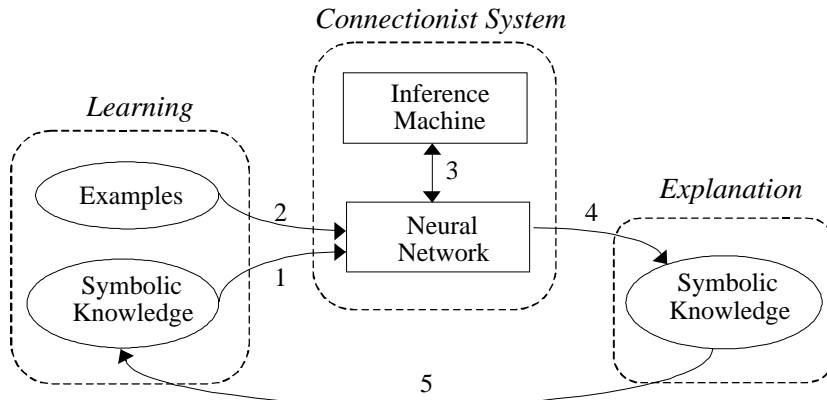 Connectionist System
Learning
Inference
Machine
Examples
2
3
Explanation
4
Neural
Network
Symbolic
Knowledge
1
Symbolic
Knowledge
5